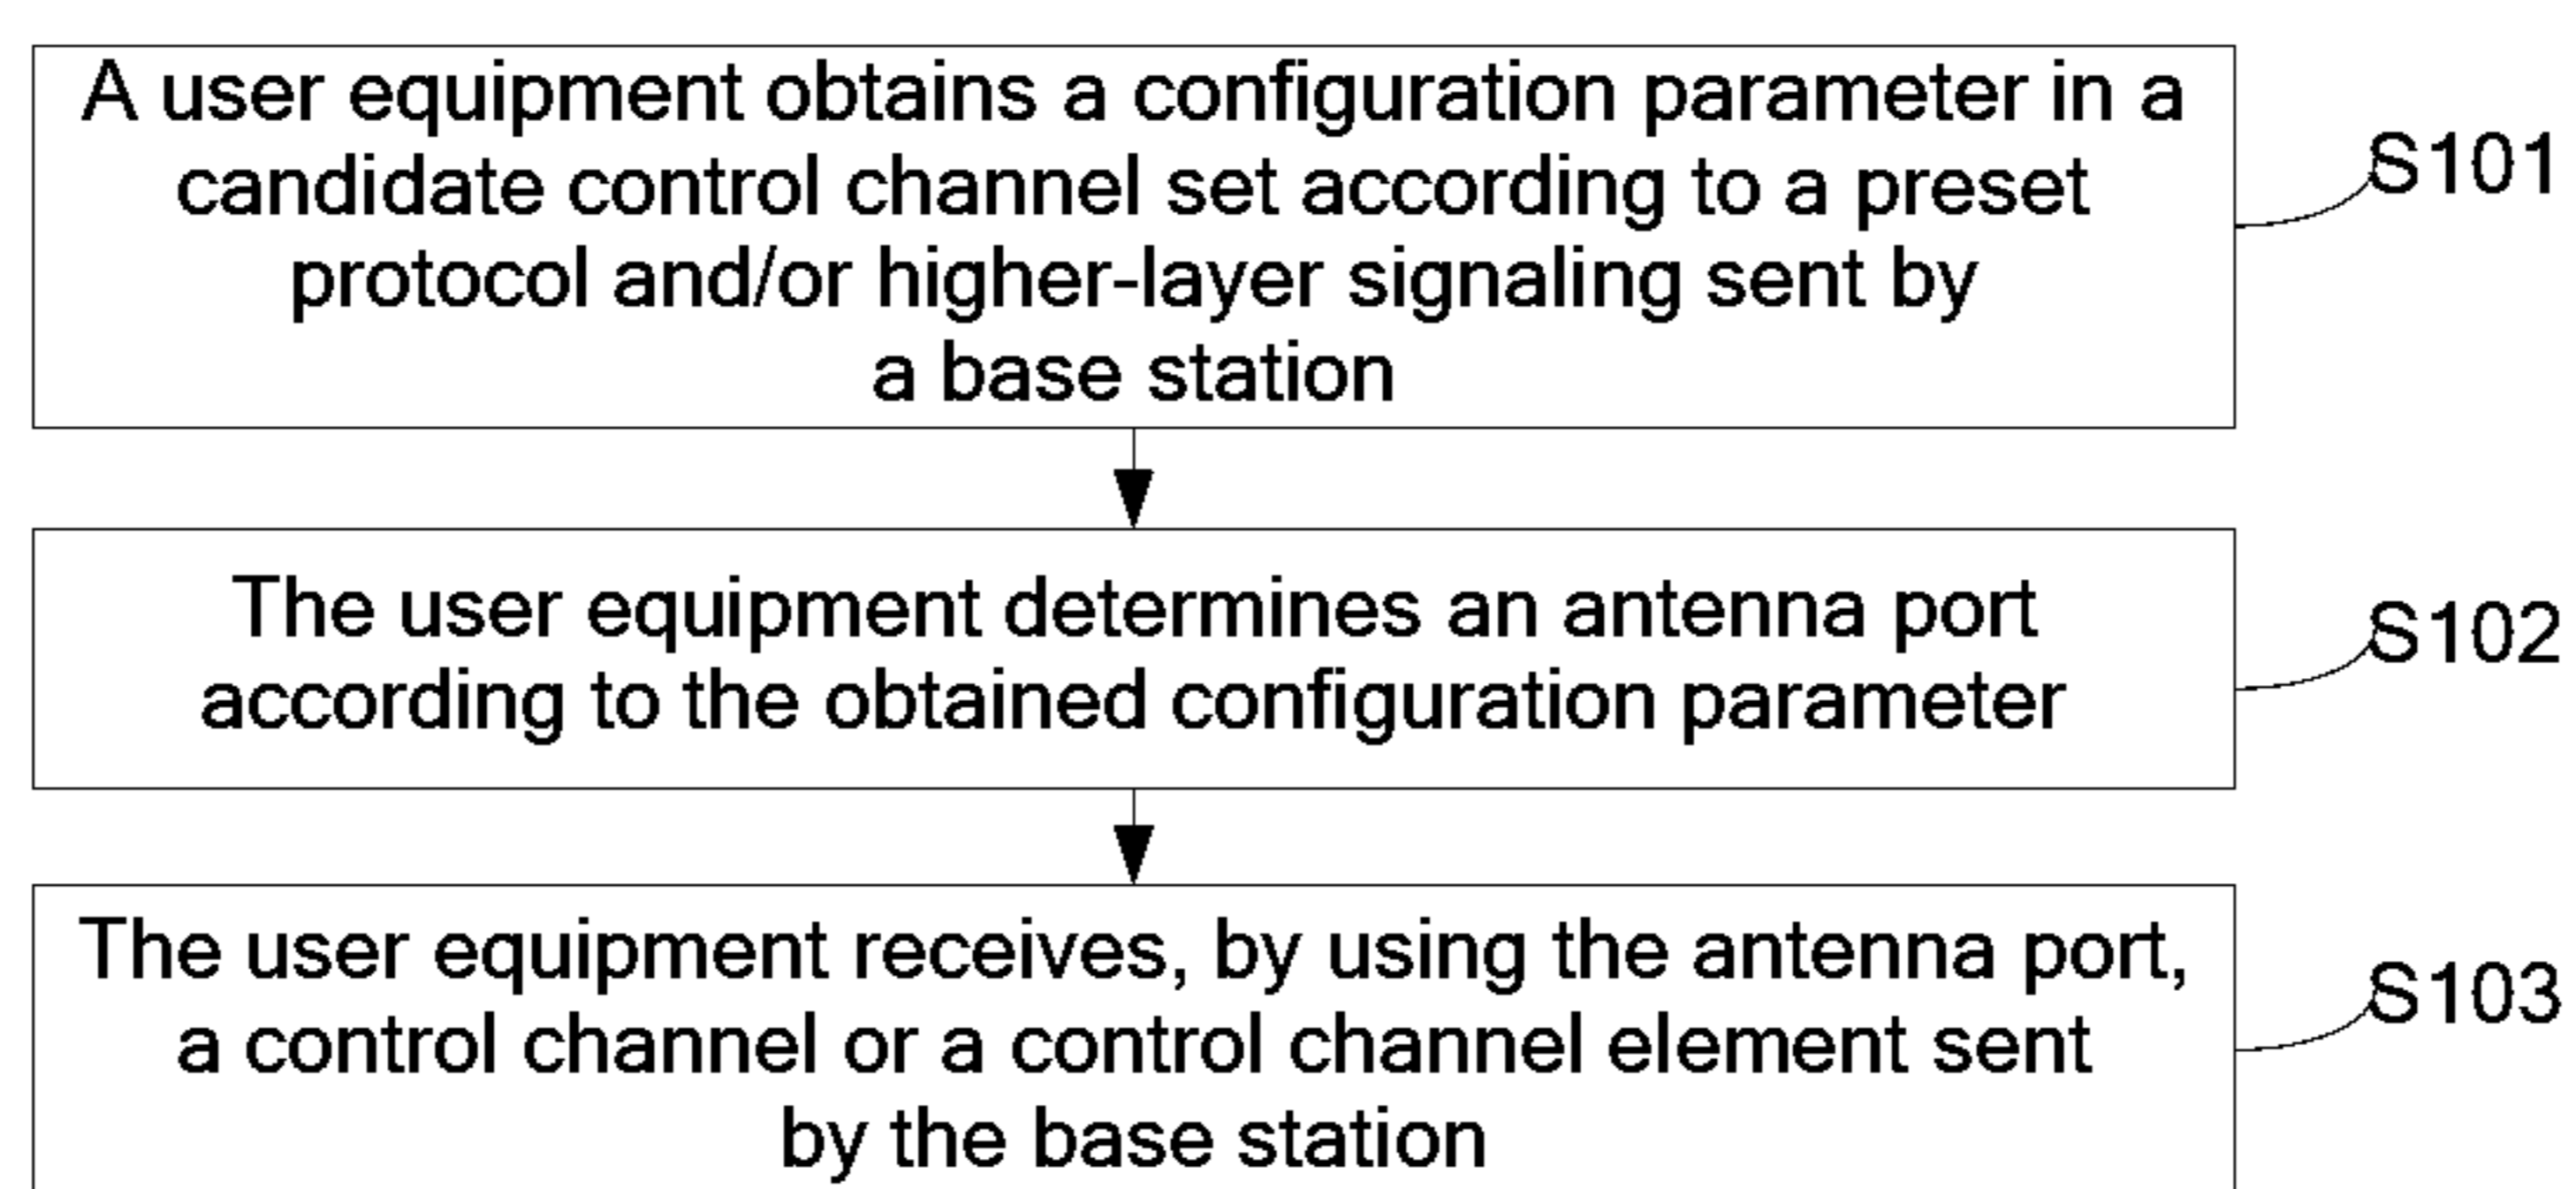 A user equipment obtains a configuration parameter in a
candidate control channel set according to a preset
protocol and/or higher-layer signaling sent by
a base station
S101
The user equipment determines an antenna port
according to the obtained configuration parameter
S102
The user equipment receives, by using the antenna port,
a control channel or a control channel element sent
by the base station
S103